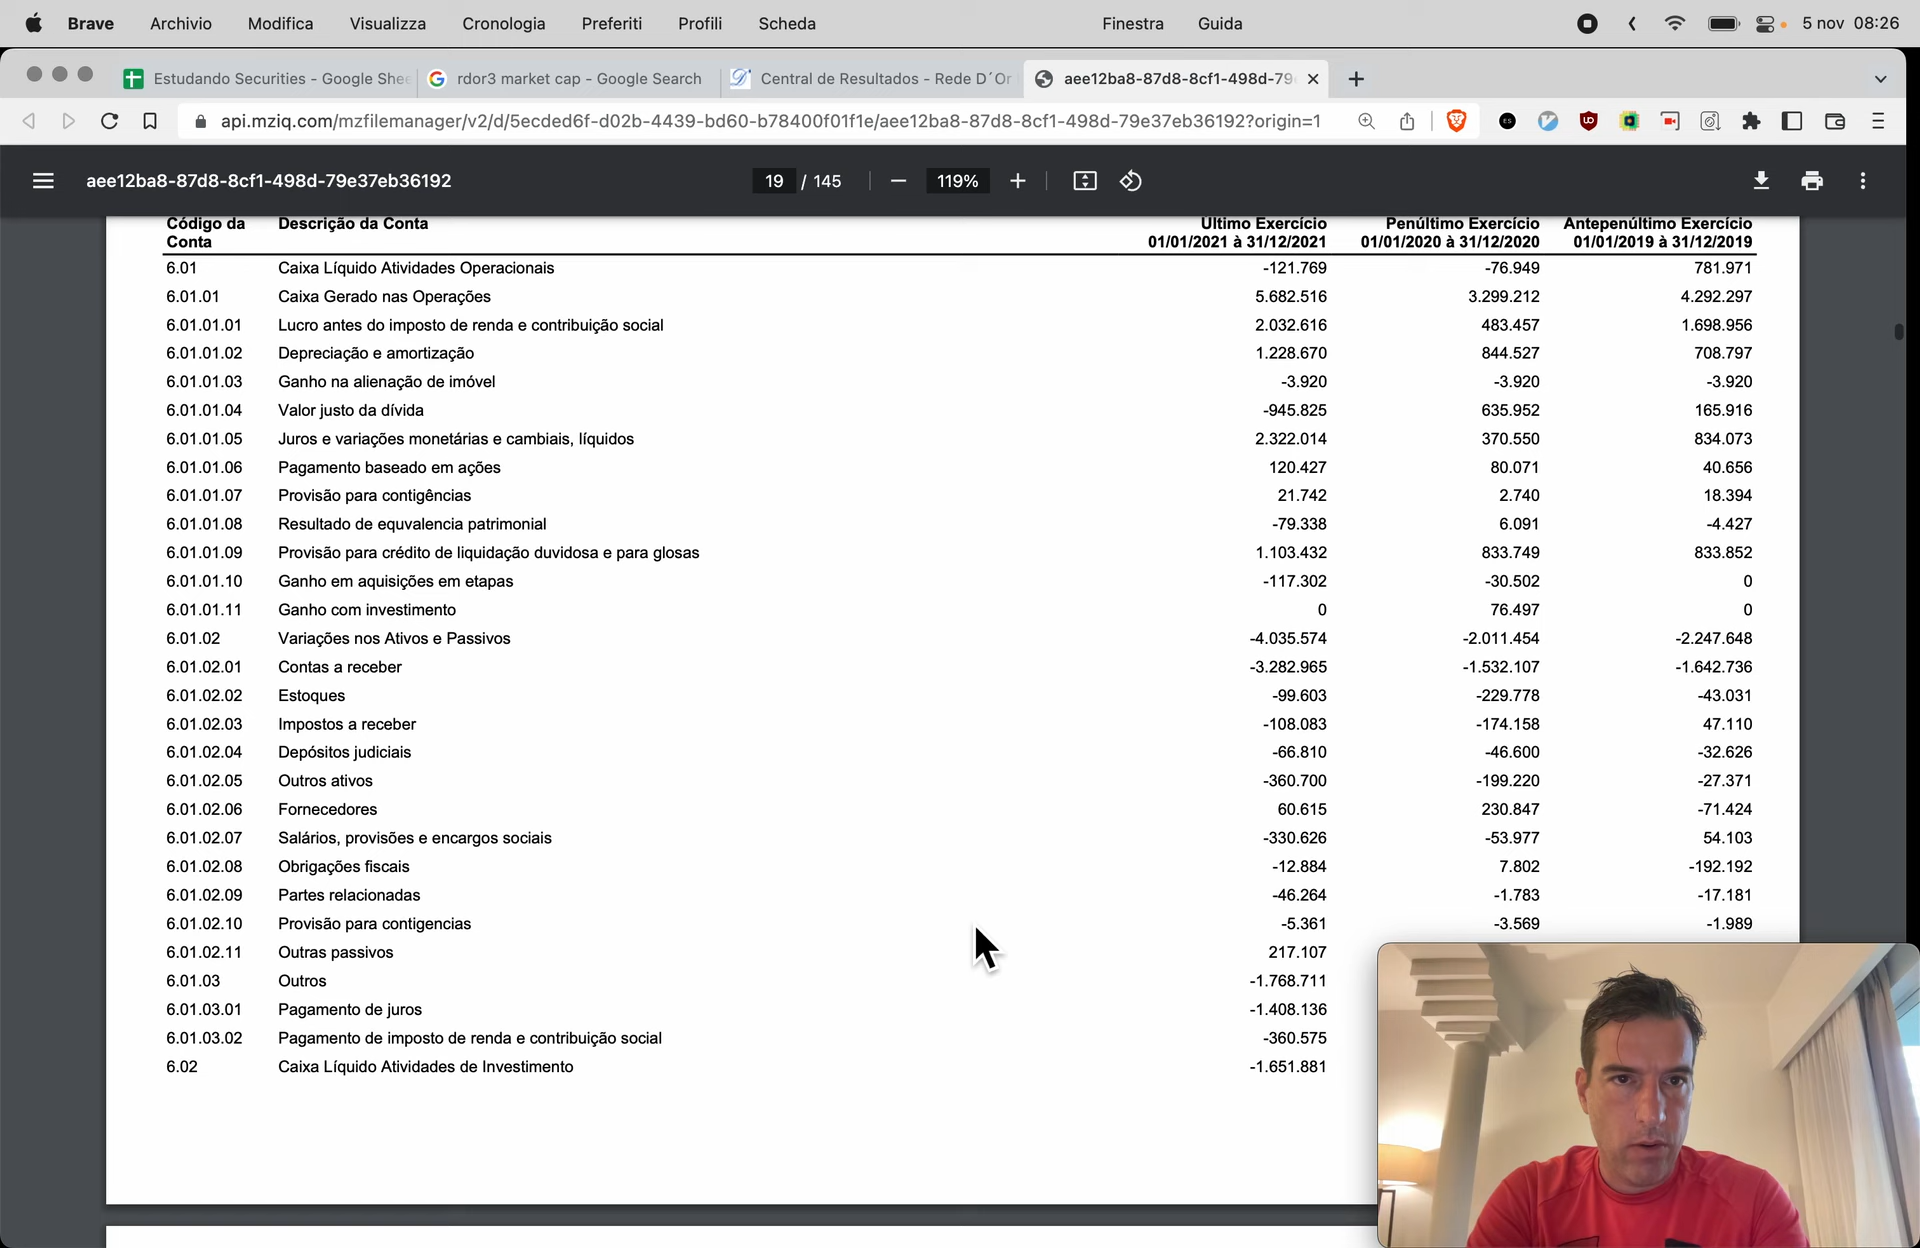 Brave Archivio Modifica Visualizza Cronologia Preferiti Profili Scheda Finestra Guida 5 nov 08:26
Estudando Securities - Google Shee rdor3 market cap - Google Search Central de Resultados - Rede D´Or aee12ba8-87d8-8cf1-498d-79
api.mziq.com/mzfilemanager/v2/d/5ecded6f-d02b-4439-bd60-b78400f01f1e/aee12ba8-87d8-8cf1-498d-79e37eb36192?origin=1
aee12ba8-87d8-8cf1-498d-79e37eb36192 19 / 145 119%
Código da Descrição da Conta Último Exercício Penúltimo Exercício Antepenúltimo Exercício
Conta 01/01/2021 à 31/12/2021 01/01/2020 à 31/12/2020 01/01/2019 à 31/12/2019
6.01 Caixa Líquido Atividades Operacionais -121.769 -76.949 781.971
6.01.01 Caixa Gerado nas Operações 5.682.516 3.299.212 4.292.297
6.01.01.01 Lucro antes do imposto de renda e contribuição social 2.032.616 483.457 1.698.956
6.01.01.02 Depreciação e amortização 1.228.670 844.527 708.797
6.01.01.03 Ganho na alienação de imóvel -3.920 -3.920 -3.920
6.01.01.04 Valor justo da dívida -945.825 635.952 165.916
6.01.01.05 Juros e variações monetárias e cambiais, líquidos 2.322.014 370.550 834.073
6.01.01.06 Pagamento baseado em ações 120.427 80.071 40.656
6.01.01.07 Provisão para contigências 21.742 2.740 18.394
6.01.01.08 Resultado de equvalencia patrimonial -79.338 6.091 -4.427
6.01.01.09 Provisão para crédito de liquidação duvidosa e para glosas 1.103.432 833.749 833.852
6.01.01.10 Ganho em aquisições em etapas -117.302 -30.502 0
6.01.01.11 Ganho com investimento 0 76.497 0
6.01.02 Variações nos Ativos e Passivos -4.035.574 -2.011.454 -2.247.648
6.01.02.01 Contas a receber -3.282.965 -1.532.107 -1.642.736
6.01.02.02 Estoques -99.603 -229.778 -43.031
6.01.02.03 Impostos a receber -108.083 -174.158 47.110
6.01.02.04 Depósitos judiciais -66.810 -46.600 -32.626
6.01.02.05 Outros ativos -360.700 -199.220 -27.371
6.01.02.06 Fornecedores 60.615 230.847 -71.424
6.01.02.07 Salários, provisões e encargos sociais -330.626 -53.977 54.103
6.01.02.08 Obrigações fiscais -12.884 7.802 -192.192
6.01.02.09 Partes relacionadas -46.264 -1.783 -17.181
6.01.02.10 Provisão para contigencias -5.361 -3.569 -1.989
6.01.02.11 Outras passivos 217.107
6.01.03 Outros -1.768.711
6.01.03.01 Pagamento de juros -1.408.136
6.01.03.02 Pagamento de imposto de renda e contribuição social -360.575
6.02 Caixa Líquido Atividades de Investimento -1.651.881